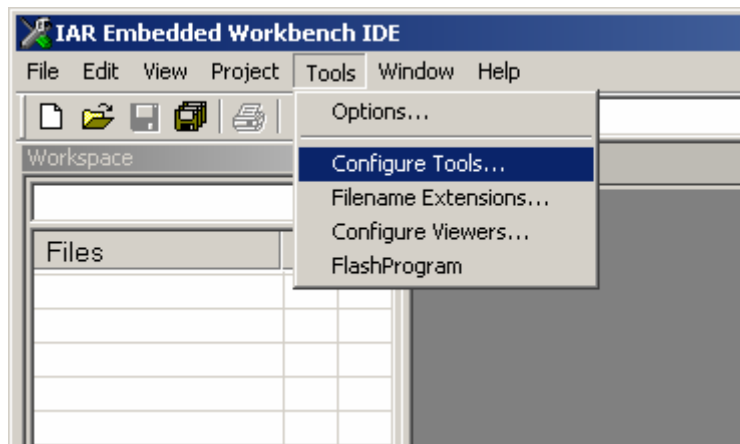 IAR Embedded Workbench IDE
File Edit View Project Tools Window Help
Options...
Workspace
Configure Tools...
Filename Extensions...
Configure Viewers...
Files
FlashProgram